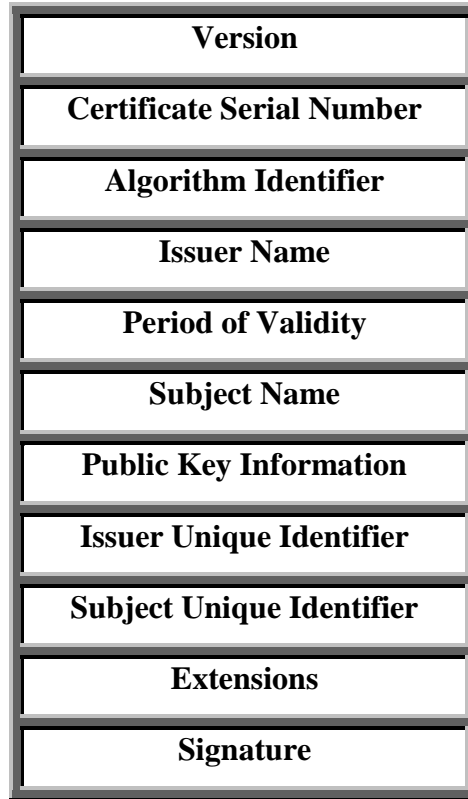 Version
Certificate Serial Number
Algorithm Identifier
Issuer Name
Period of Validity
Subject Name
Public Key Information
Issuer Unique Identifier
Subject Unique Identifier
Extensions
Signature